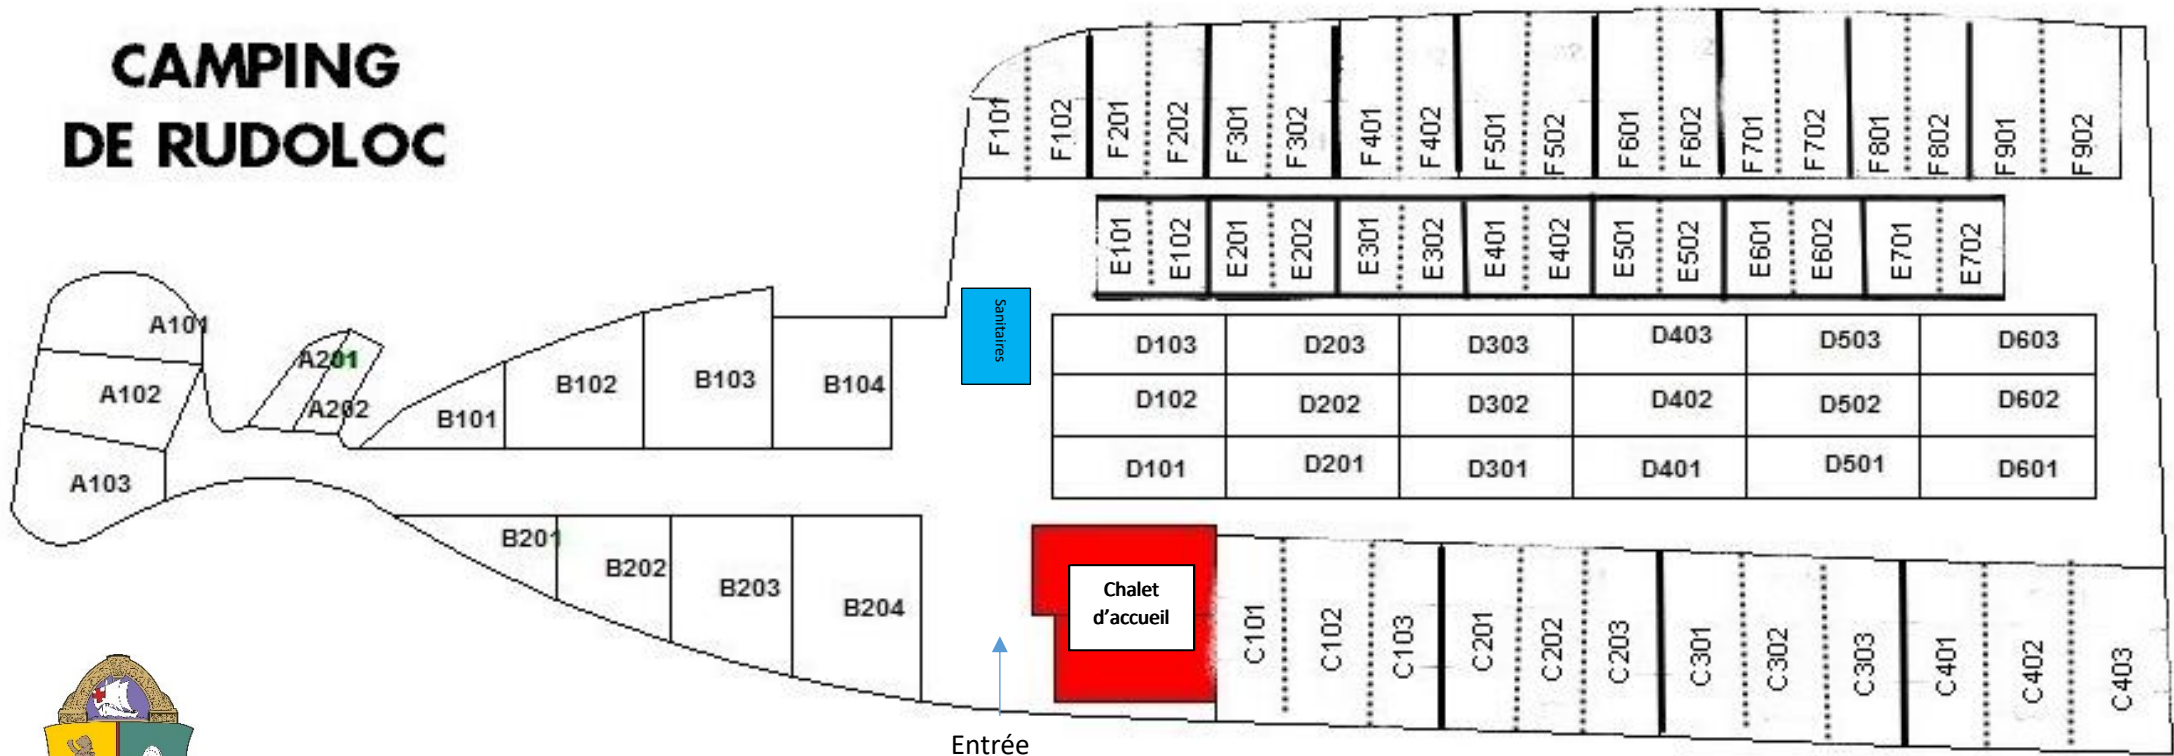 CAMPING
DE RUDOLOC
F101 F102 F201 F202 F301 F302 F401 F402 F501 F502 F601 F602 F701 F702 F801 F802 F901 F902
E101 E102 E201 E202 E301 E302 E401 E402 E501 E502 E601 E602 E701 E702
Sanitaires
A101
A102
A103
A201
A202
B101 B102 B103 B104
D103 D203 D303 D403 D503 D603
D102 D202 D302 D402 D502 D602
D101 D201 D301 D401 D501 D601
B201 B202 B203 B204
Chalet
d'accueil
C101 C102 C103 C201 C202 C203 C301 C302 C303 C401 C402 C403
Entrée